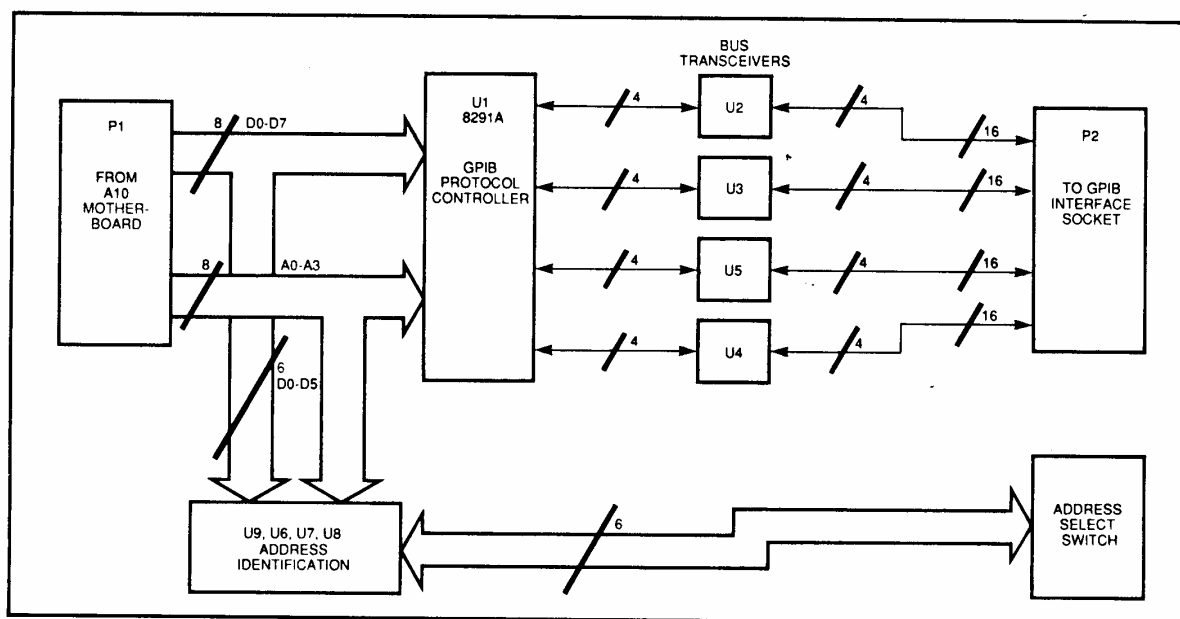 BUS
TRANSCEIVERS
P1
FROM
A10
MOTHER-
BOARD
8
D0-D7
8
A0-A3
6
D0-D5
U1
8291A
GPIB
PROTOCOL
CONTROLLER
4
U2
4
16
4
U3
4
16
4
U5
4
16
4
U4
4
16
P2
TO GPIB
INTERFACE
SOCKET
U9, U6, U7, U8
ADDRESS
IDENTIFICATION
6
ADDRESS
SELECT
SWITCH